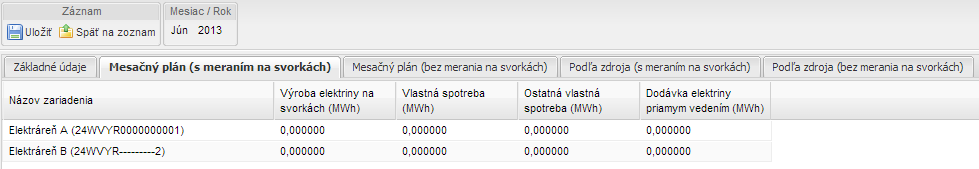 Záznam
Mesiac / Rok
Uložiť
Späť na zoznam
Jún 2013
Základné údaje
Mesačný plán (s meraním na svorkách)
Mesačný plán (bez merania na svorkách)
Podľa zdroja (s meraním na svorkách)
Podľa zdroja (bez merania na svorkách)
Názov zariadenia
Výroba elektriny na
svorkách (MWh)
Vlastná spotreba
(MWh)
Ostatná vlastná
spotreba (MWh)
Dodávka elektriny
priamym vedením (MWh)
Elektráreň A (24WVYR0000000001) 0,000000 0,000000 0,000000 0,000000
Elektráreň B (24WVYR---------2) 0,000000 0,000000 0,000000 0,000000